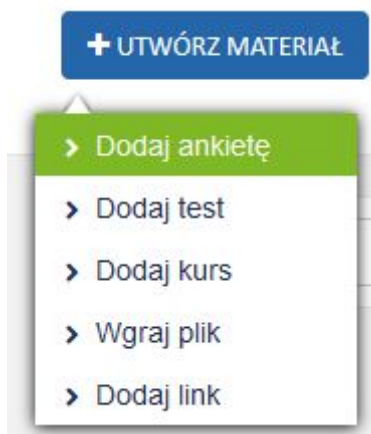 + UTWÓRZ MATERIAŁ
> Dodaj ankietę
> Dodaj test
> Dodaj kurs
> Wgraj plik
> Dodaj link